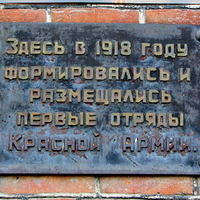 Здесь в 1918 году
формировались и
размещались
первые отряды
Красной Армии.